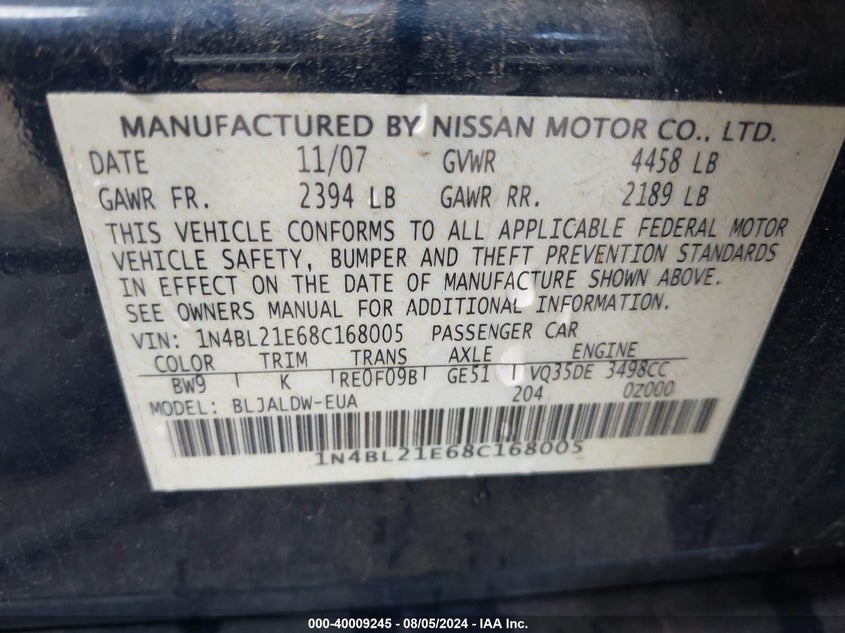 MANUFACTURED BY NISSAN MOTOR CO., LTD.
DATE 11/07 GVWR 4458 LB
GAWR FR. 2394 LB GAWR RR. 2189 LB
THIS VEHICLE CONFORMS TO ALL APPLICABLE FEDERAL MOTOR
VEHICLE SAFETY, BUMPER AND THEFT PREVENTION STANDARDS
IN EFFECT ON THE DATE OF MANUFACTURE SHOWN ABOVE.
SEE OWNERS MANUAL FOR ADDITIONAL INFORMATION.
VIN: 1N4BL21E68C168005 PASSENGER CAR
COLOR TRIM TRANS AXLE ENGINE
BW9 K RE0F09B GE51 VQ35DE 3498CC
MODEL: BLJALDW-EUA 204 0Z000
1N4BL21E68C168005
000-40009245 - 08/05/2024 - IAA Inc.